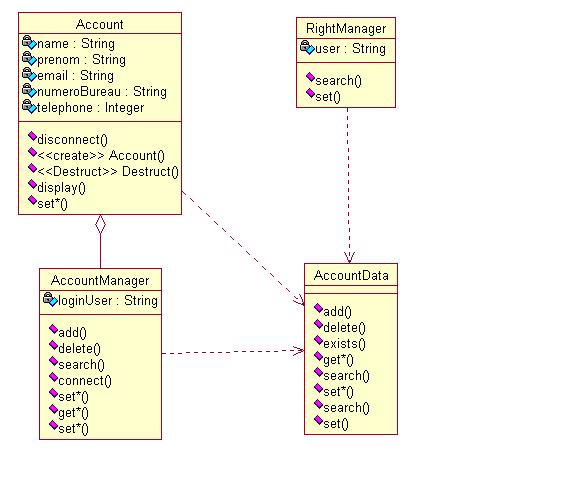 Account
name : String
prenom : String
email : String
numeroBureau : String
telephone : Integer
disconnect()
<<create>> Account()
<<Destruct>> Destruct()
display()
set*()
RightManager
user : String
search()
set()
AccountManager
loginUser : String
add()
delete()
search()
connect()
set*()
get*()
set*()
AccountData
add()
delete()
exists()
get*()
search()
set*()
search()
set()